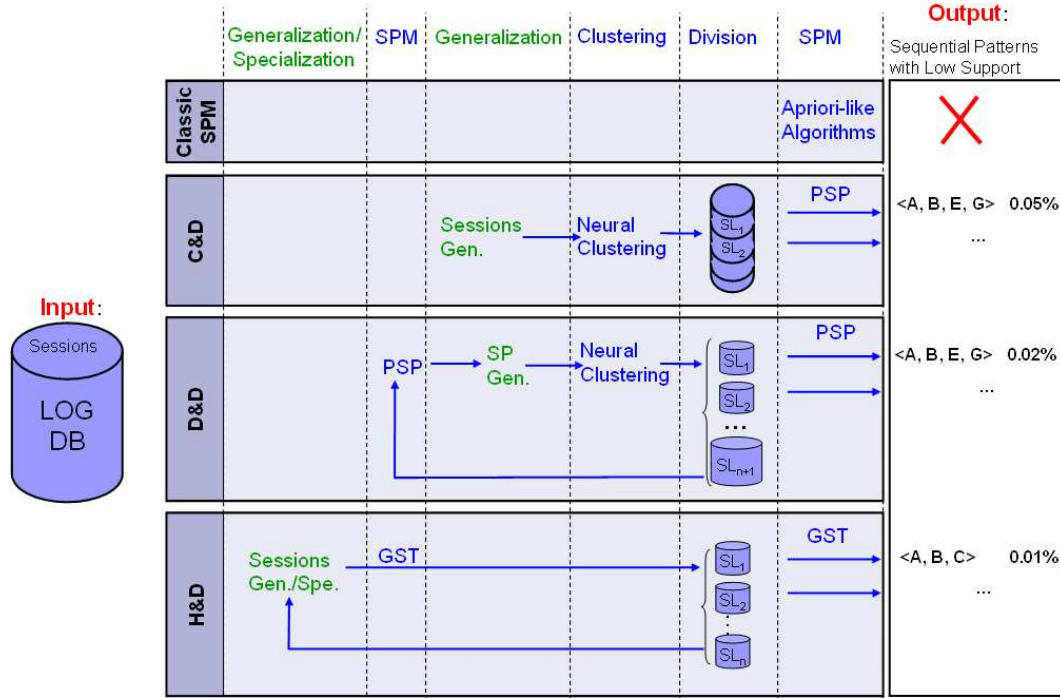 Output:
Generalization/
Specialization
SPM
Generalization
Clustering
Division
SPM
Sequential Patterns
with Low Support
Classic
SPM
Apriori-like
Algorithms
C&D
Sessions
Gen.
Neural
Clustering
SL1
SL2
PSP
<A, B, E, G> 0.05%
...
Input:
Sessions
LOG
DB
D&D
PSP
SP
Gen.
Neural
Clustering
SL1
SL2
...
SLn+1
PSP
<A, B, E, G> 0.02%
...
H&D
Sessions
Gen./Spe.
GST
SL1
SL2
SLn
GST
<A, B, C> 0.01%
...